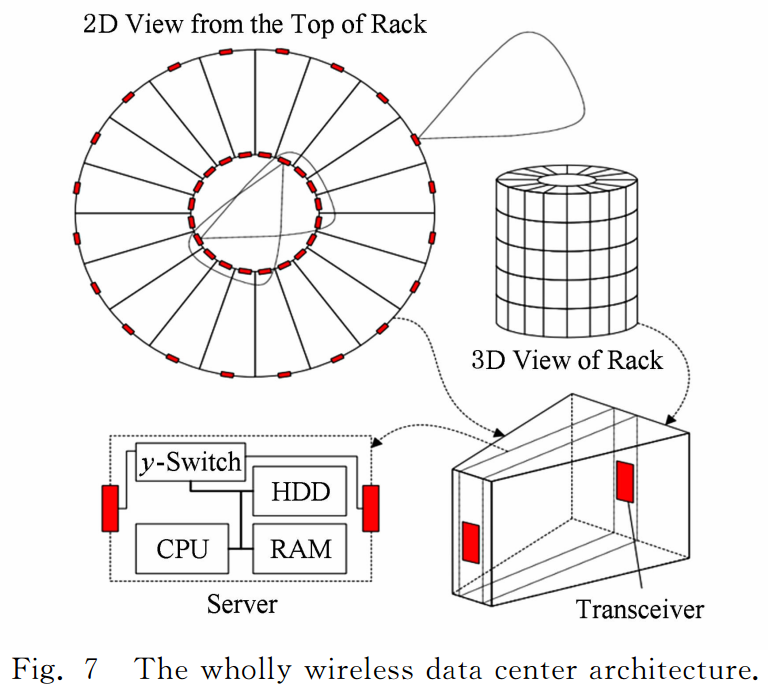 2D View from the Top of Rack
3D View of Rack
y-Switch
HDD
CPU
RAM
Server
Transceiver
Fig. 7 The wholly wireless data center architecture.